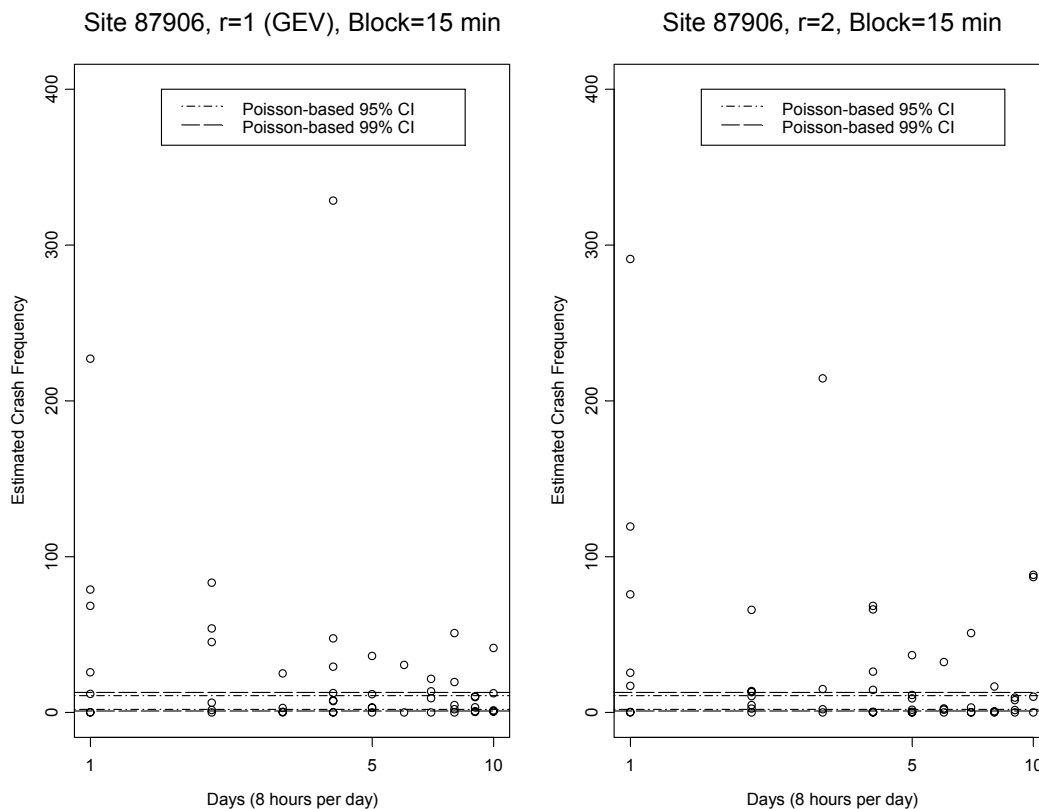 Site 87906, r=1 (GEV), Block=15 min
400
300
200
100
0
Estimated Crash Frequency
Poisson-based 95% CI
Poisson-based 99% CI
1
5
10
Days (8 hours per day)
Site 87906, r=2, Block=15 min
400
300
200
100
0
Estimated Crash Frequency
Poisson-based 95% CI
Poisson-based 99% CI
1
5
10
Days (8 hours per day)